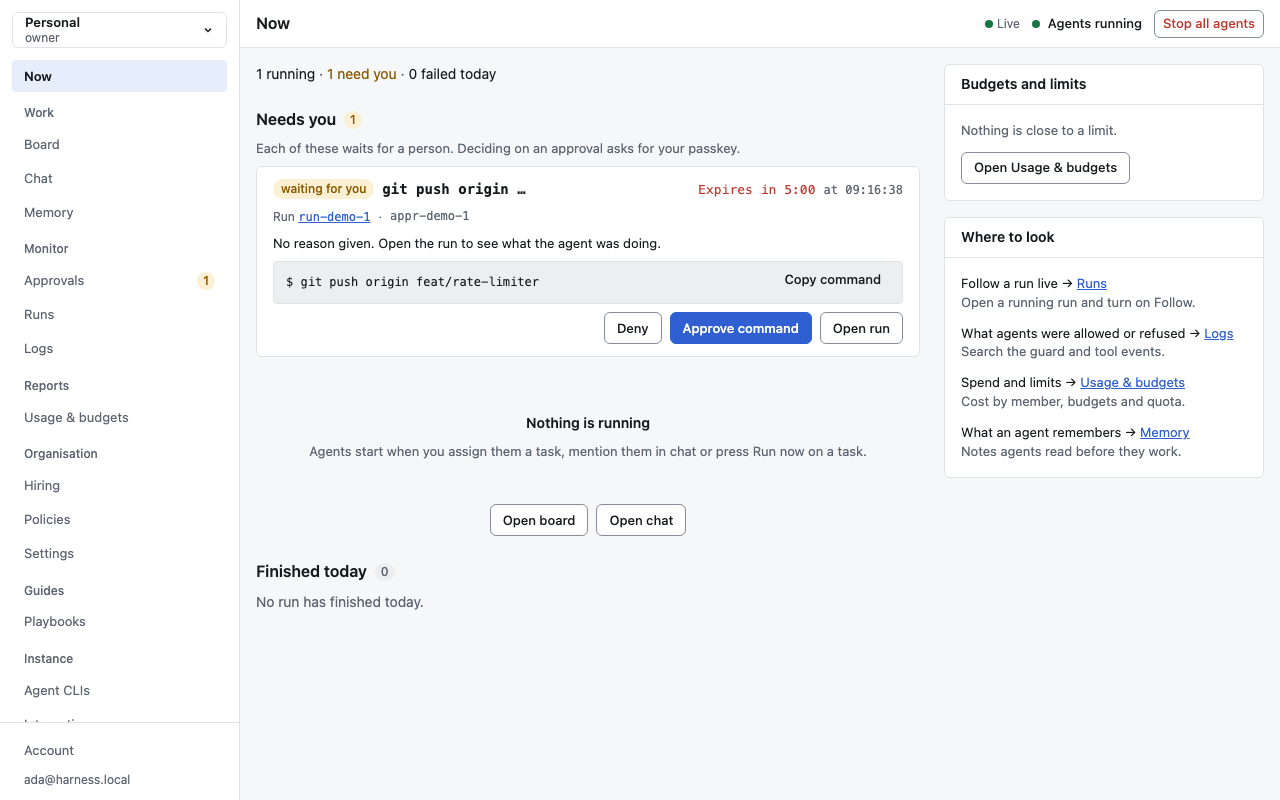 Personal
owner
Now
Work
Board
Chat
Memory
Monitor
Approvals 1
Runs
Logs
Reports
Usage & budgets
Organisation
Hiring
Policies
Settings
Guides
Playbooks
Instance
Agent CLIs
Account
ada@harness.local
Now
Live Agents running Stop all agents
1 running · 1 need you · 0 failed today
Needs you 1
Each of these waits for a person. Deciding on an approval asks for your passkey.
waiting for you git push origin … Expires in 5:00 at 09:16:38
Run run-demo-1 · appr-demo-1
No reason given. Open the run to see what the agent was doing.
$ git push origin feat/rate-limiter Copy command
Deny Approve command Open run
Nothing is running
Agents start when you assign them a task, mention them in chat or press Run now on a task.
Open board Open chat
Finished today 0
No run has finished today.
Budgets and limits
Nothing is close to a limit.
Open Usage & budgets
Where to look
Follow a run live → Runs
Open a running run and turn on Follow.
What agents were allowed or refused → Logs
Search the guard and tool events.
Spend and limits → Usage & budgets
Cost by member, budgets and quota.
What an agent remembers → Memory
Notes agents read before they work.